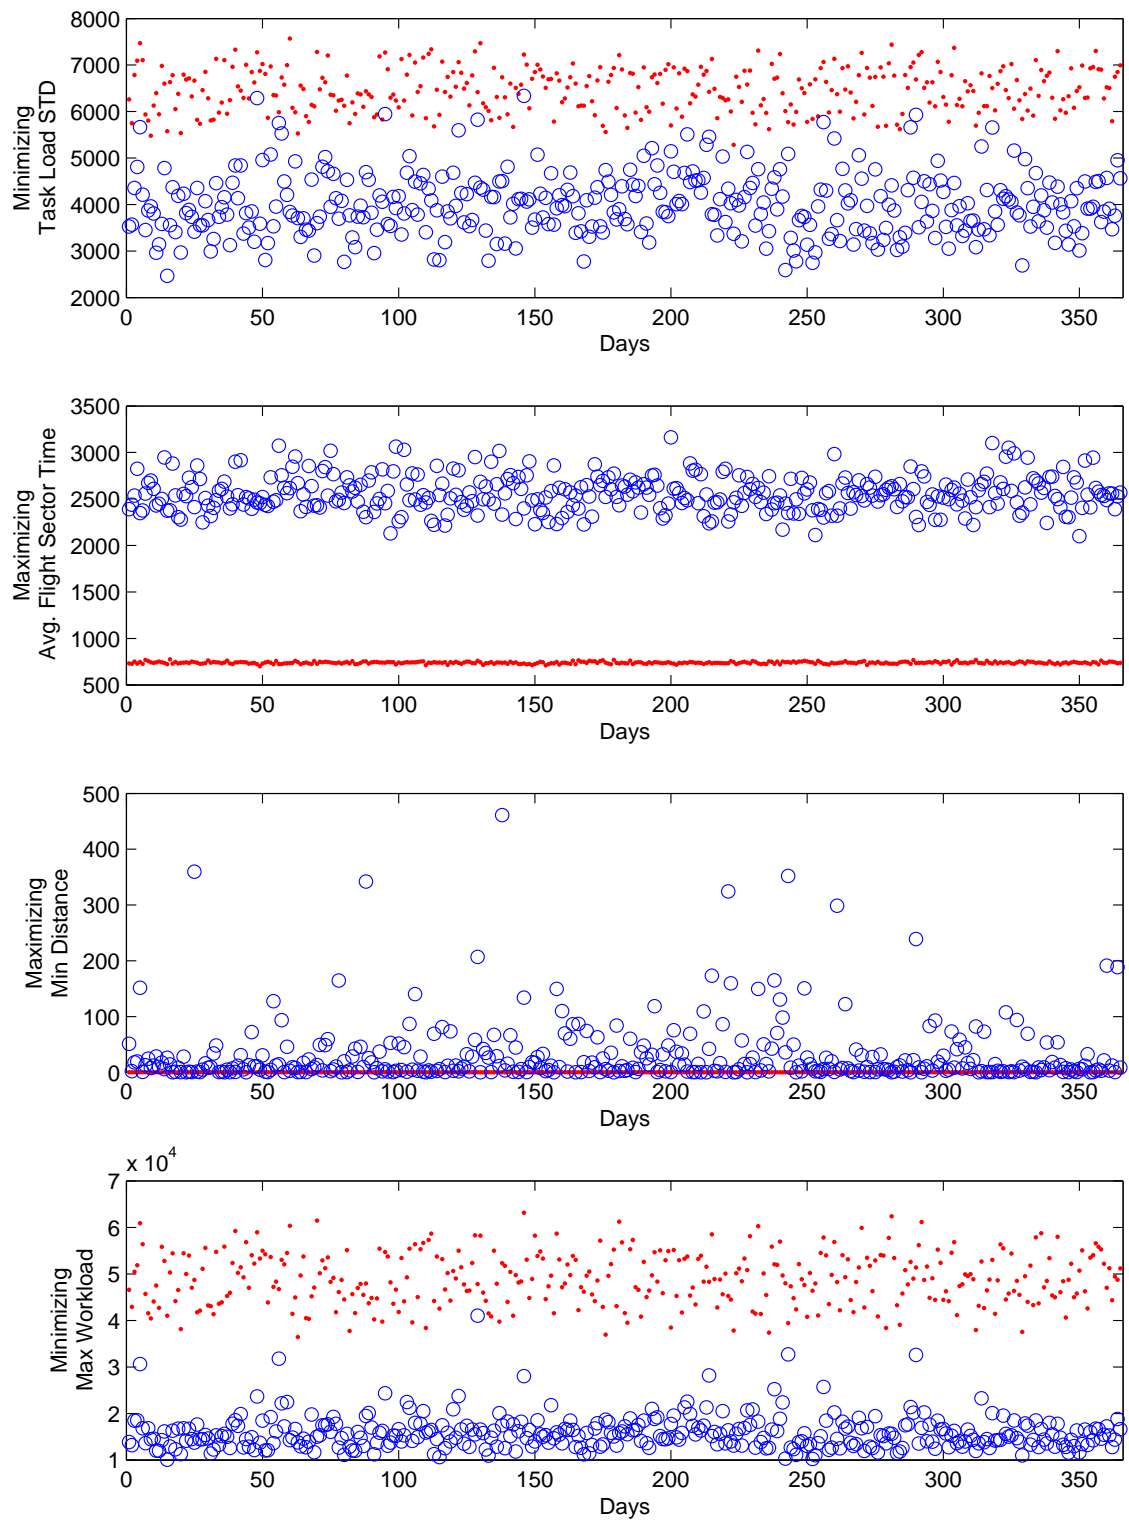 Minimizing
Task Load STD
8000
7000
6000
5000
4000
3000
2000
0 50 100 150 200 250 300 350
Days
Maximizing
Avg. Flight Sector Time
3500
3000
2500
2000
1500
1000
500
0 50 100 150 200 250 300 350
Days
Maximizing
Min Distance
500
400
300
200
100
0
0 50 100 150 200 250 300 350
Days
x 10^4
Minimizing
Max Workload
7
6
5
4
3
2
1
0 50 100 150 200 250 300 350
Days